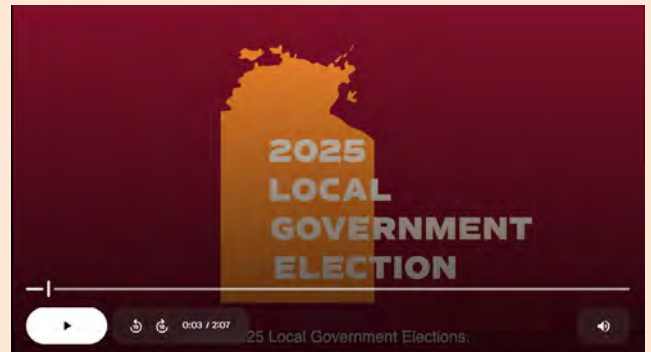 2025
LOCAL
GOVERNMENT
ELECTION
0:03 / 2:07
25 Local Government Elections.